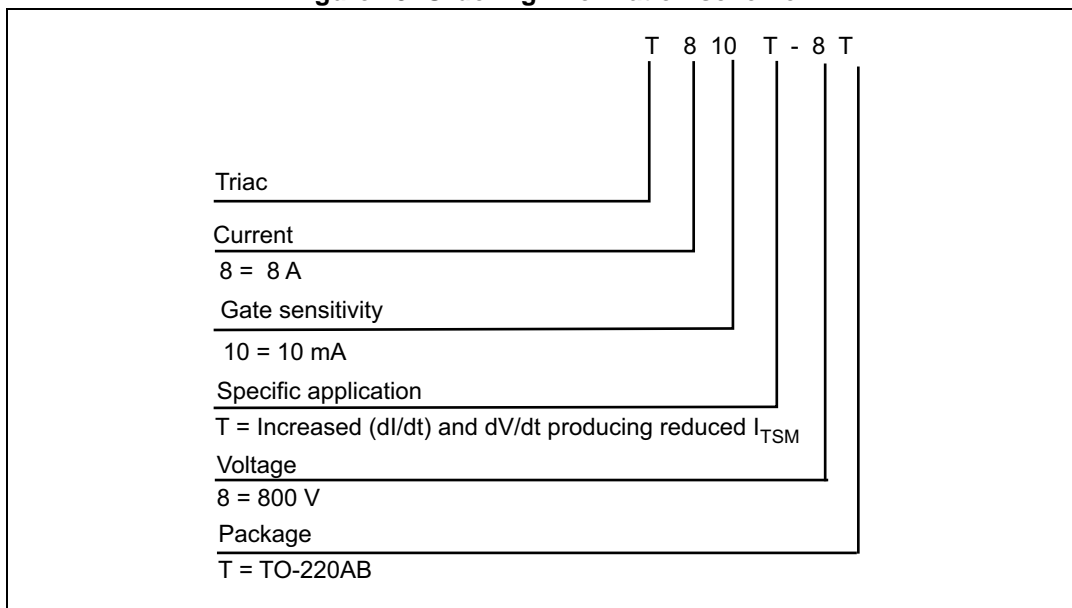 T 8 10 T - 8 T
Triac
Current
8 = 8 A
Gate sensitivity
10 = 10 mA
Specific application
T = Increased (dI/dt) and dV/dt producing reduced ITSM
Voltage
8 = 800 V
Package
T = TO-220AB